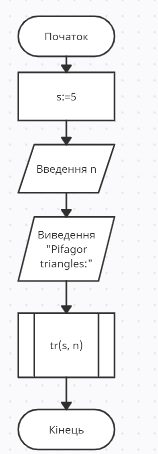 Початок
s:=5
Введення n
Виведення
"Pifagor
triangles:"
tr(s, n)
Кінець